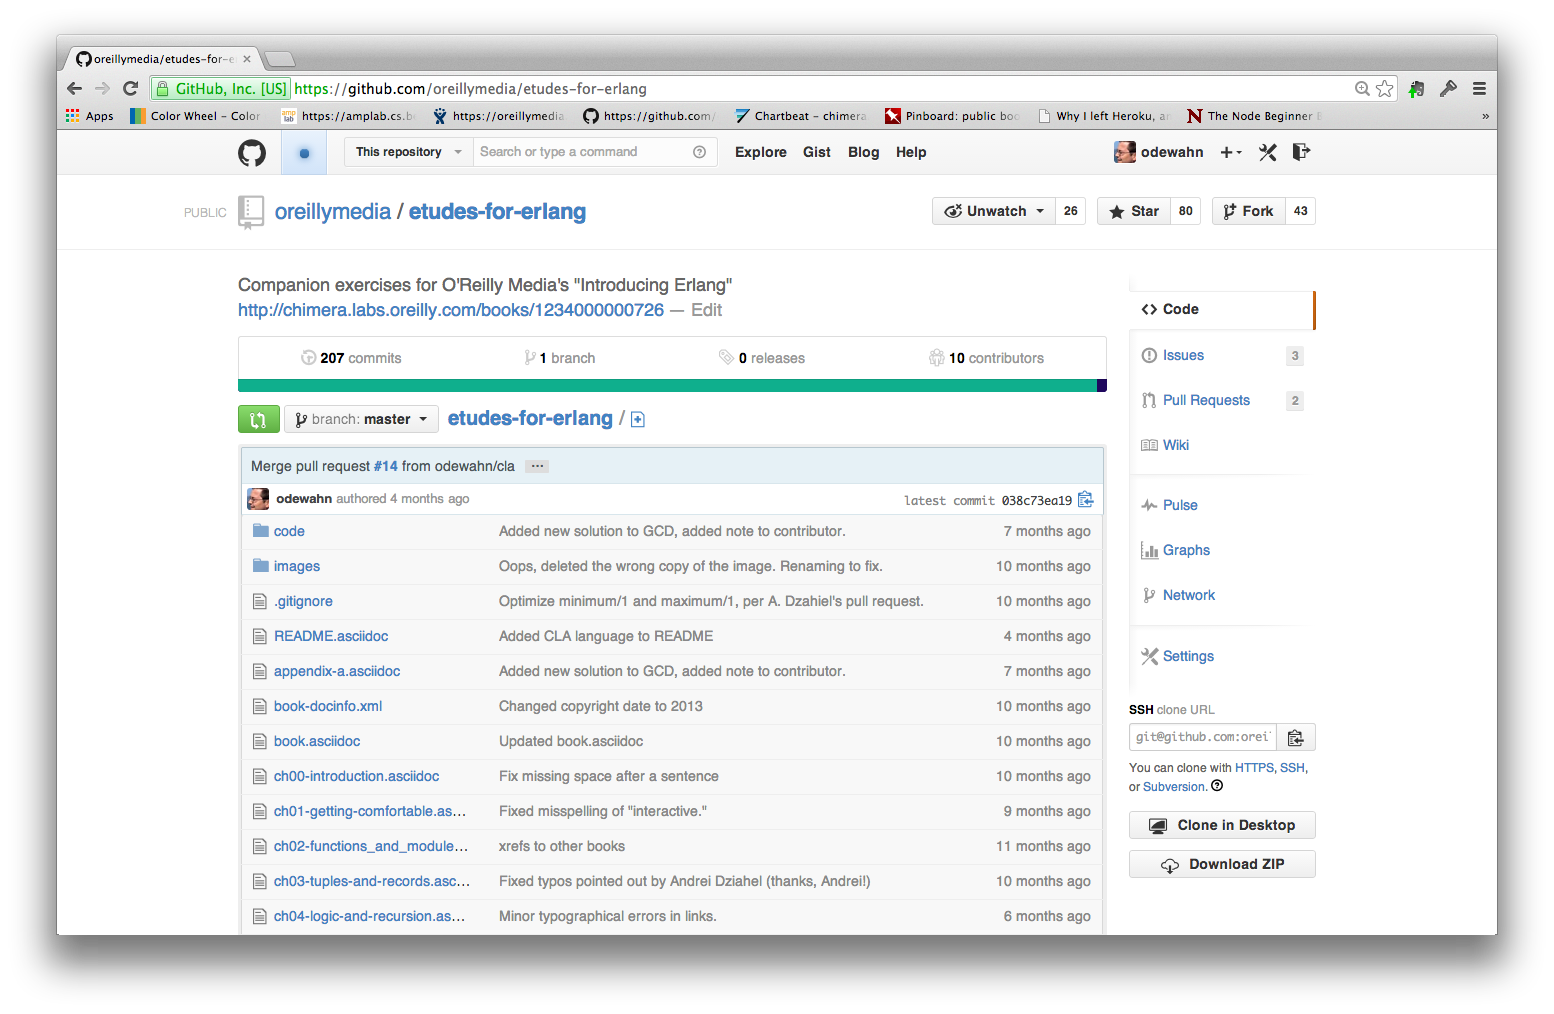 oreillymedia/etudes-for-e
GitHub, Inc. [US] https://github.com/oreillymedia/etudes-for-erlang
Apps Color Wheel - Color https://amplab.cs.b https://oreillymedia. https://github.com/ Chartbeat - chimera Pinboard: public bo Why I left Heroku, a The Node Beginner »
This repository Search or type a command Explore Gist Blog Help odewahn
PUBLIC oreillymedia / etudes-for-erlang Unwatch 26 Star 80 Fork 43
Companion exercises for O'Reilly Media's "Introducing Erlang"
http://chimera.labs.oreilly.com/books/1234000000726 — Edit
207 commits 1 branch 0 releases 10 contributors
branch: master etudes-for-erlang /
Merge pull request #14 from odewahn/cla ...
odewahn authored 4 months ago latest commit 038c73ea19
code Added new solution to GCD, added note to contributor. 7 months ago
images Oops, deleted the wrong copy of the image. Renaming to fix. 10 months ago
.gitignore Optimize minimum/1 and maximum/1, per A. Dzahiel's pull request. 10 months ago
README.asciidoc Added CLA language to README 4 months ago
appendix-a.asciidoc Added new solution to GCD, added note to contributor. 7 months ago
book-docinfo.xml Changed copyright date to 2013 10 months ago
book.asciidoc Updated book.asciidoc 10 months ago
ch00-introduction.asciidoc Fix missing space after a sentence 10 months ago
ch01-getting-comfortable.as... Fixed misspelling of "interactive." 9 months ago
ch02-functions_and_module... xrefs to other books 11 months ago
ch03-tuples-and-records.asc... Fixed typos pointed out by Andrei Dziahel (thanks, Andrei!) 10 months ago
ch04-logic-and-recursion.as... Minor typographical errors in links. 6 months ago
Code
Issues 3
Pull Requests 2
Wiki
Pulse
Graphs
Network
Settings
SSH clone URL
git@github.com:orei
You can clone with HTTPS, SSH,
or Subversion.
Clone in Desktop
Download ZIP